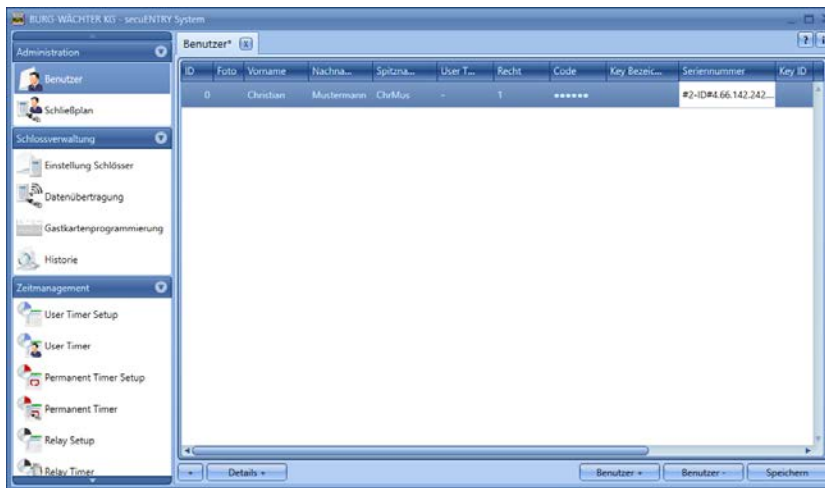 BURG-WÄCHTER KG - secuENTRY System
Administration
Benutzer
Schließplan
Schlossverwaltung
Einstellung Schlösser
Datenübertragung
Gastkartenprogrammierung
Historie
Zeitmanagement
User Timer Setup
User Timer
Permanent Timer Setup
Permanent Timer
Relay Setup
Relay Timer
Benutzer*
ID Foto Vorname Nachna... Spitzna... User T... Recht Code Key Bezeic... Seriennummer Key ID
0 Christian Mustermann ChrMus - 1 •••••• #2-ID#4.66.142.242....
+ Details + Benutzer + Benutzer - Speichern